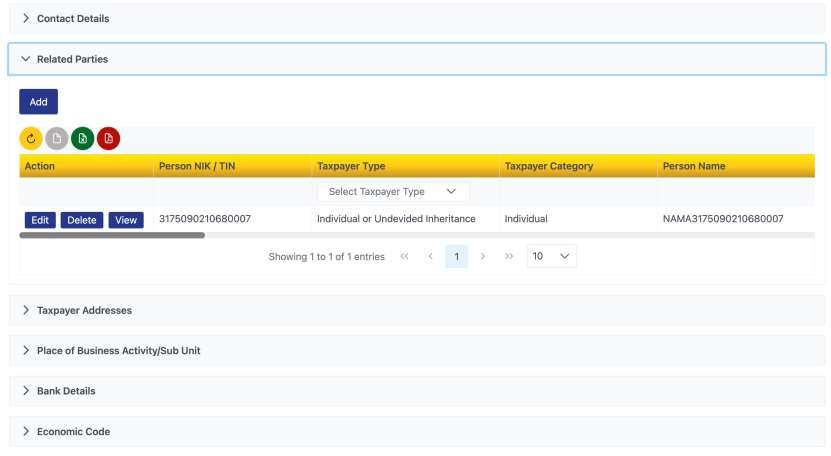 Contact Details
Related Parties
Add
Action Person NIK / TIN Taxpayer Type Taxpayer Category Person Name
Select Taxpayer Type
Edit Delete View 3175090210680007 Individual or Undevided Inheritance Individual NAMA3175090210680007
Showing 1 to 1 of 1 entries << < 1 > >> 10
Taxpayer Addresses
Place of Business Activity/Sub Unit
Bank Details
Economic Code